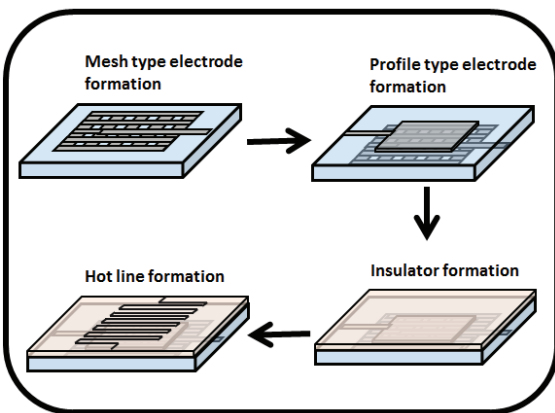 Mesh type electrode
formation
Profile type electrode
formation
Hot line formation
Insulator formation